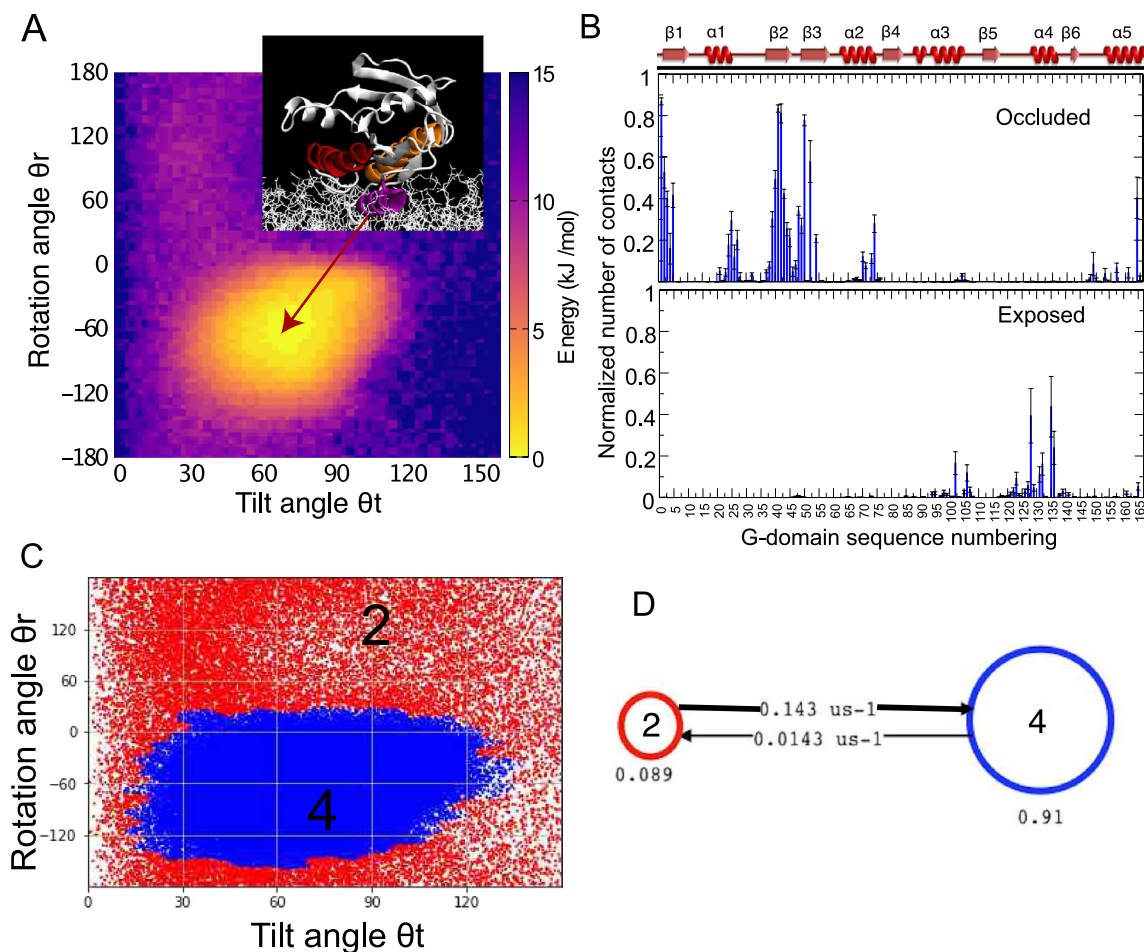 A
Rotation angle θr
180
120
60
0
−60
−120
−180
0 30 60 90 120 150
Tilt angle θt
15
10
5
0
Energy (kJ /mol)
B
β1 α1 β2 β3 α2 β4 α3 β5 α4 β6 α5
Normalized number of contacts
1
0.8
0.6
0.4
0.2
0
Occluded
1
0.8
0.6
0.4
0.2
0
Exposed
0 5 10 15 20 25 30 35 40 45 50 55 60 65 70 75 80 85 90 95 100 105 110 115 120 125 130 135 140 145 150 155 160 165
G-domain sequence numbering
C
Rotation angle θr
120
60
0
−60
−120
2
4
0 30 60 90 120
Tilt angle θt
D
2
0.143 us-1
0.0143 us-1
4
0.089
0.91